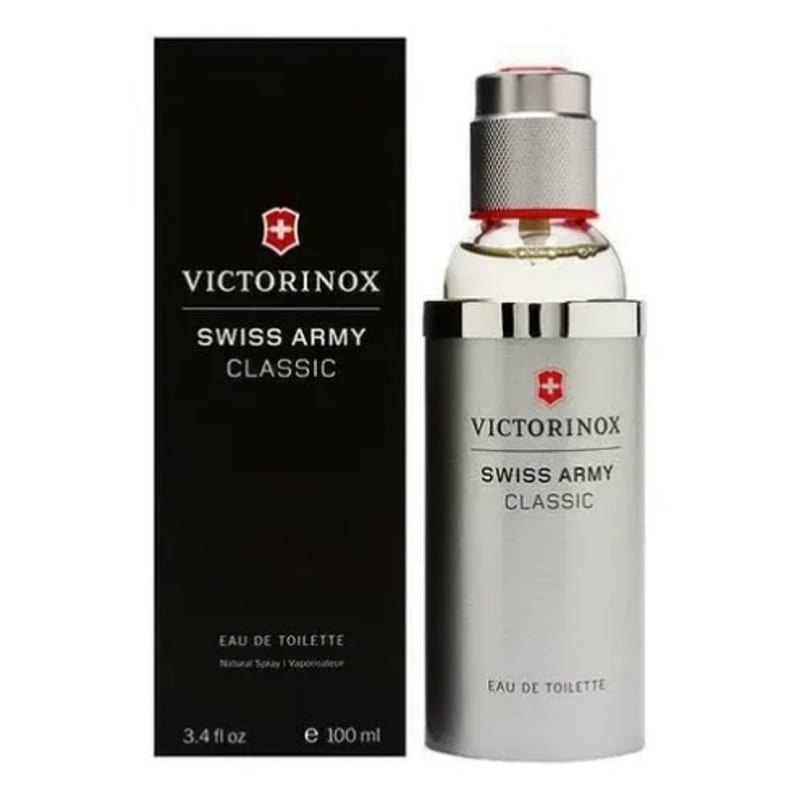 VICTORINOX
SWISS ARMY
CLASSIC
EAU DE TOILETTE
Natural Spray | Vaporisateur
3.4 fl oz e 100 ml
VICTORINOX
SWISS ARMY
CLASSIC
EAU DE TOILETTE